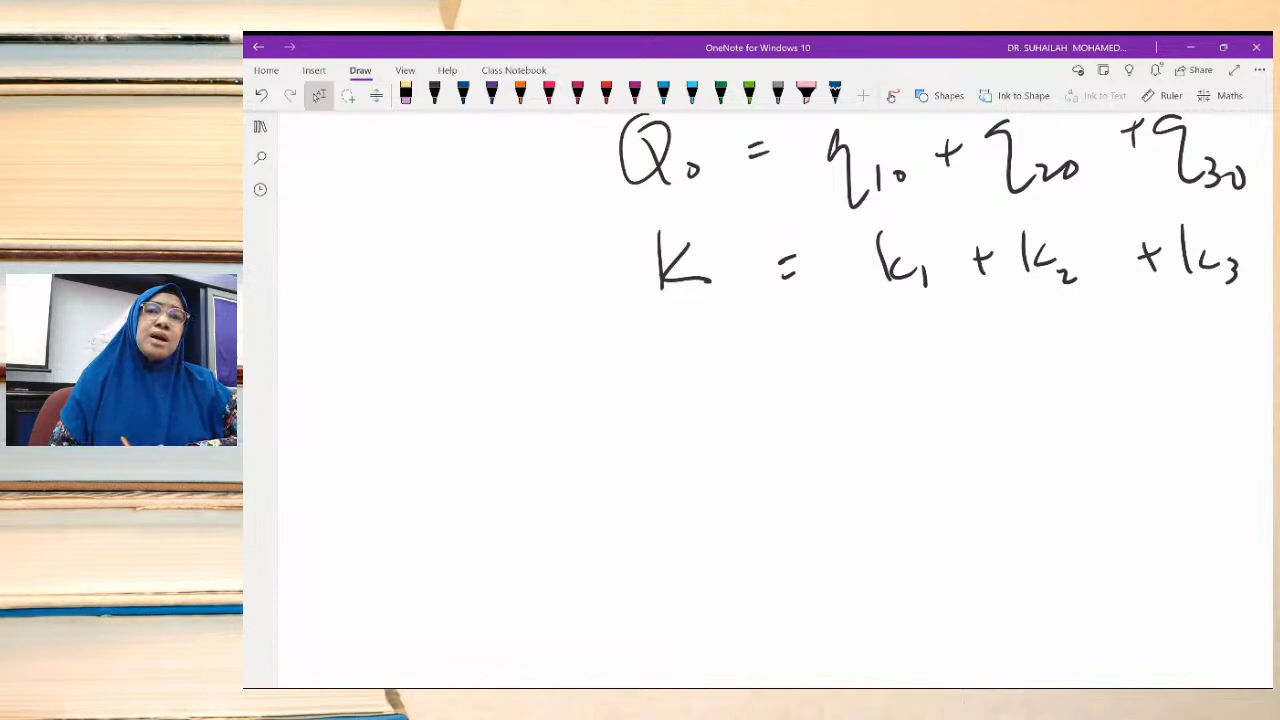 OneNote for Windows 10
DR. SUHAILAH MOHAMED...
Home Insert Draw View Help Class Notebook
Share
Shapes Ink to Shape Ink to Text Ruler Maths
Q₀ = q₁₀ + q₂₀ + q₃₀
K = k₁ + k₂ + k₃